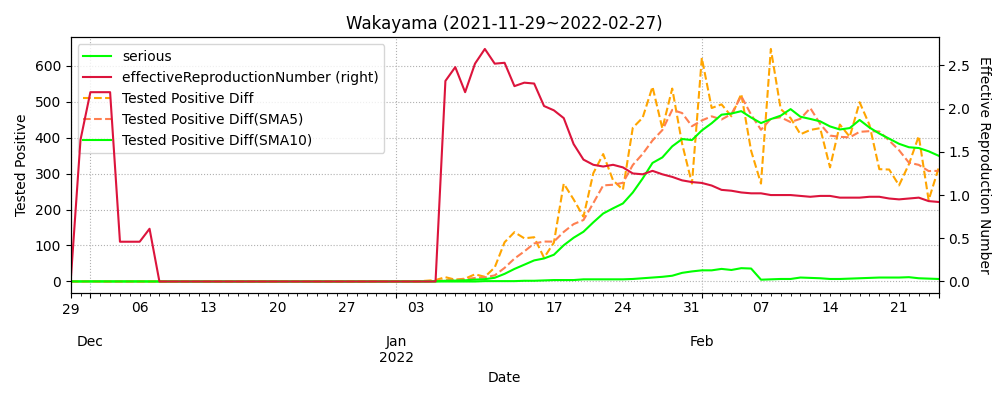 Wakayama (2021-11-29~2022-02-27)
serious
effectiveReproductionNumber (right)
Tested Positive Diff
Tested Positive Diff(SMA5)
Tested Positive Diff(SMA10)
Tested Positive
600
500
400
300
200
100
0
2.5
2.0
1.5
1.0
0.5
0.0
Effective Reproduction Number
29 06 13 20 27 03 10 17 24 31 07 14 21
Dec Jan Feb
2022
Date